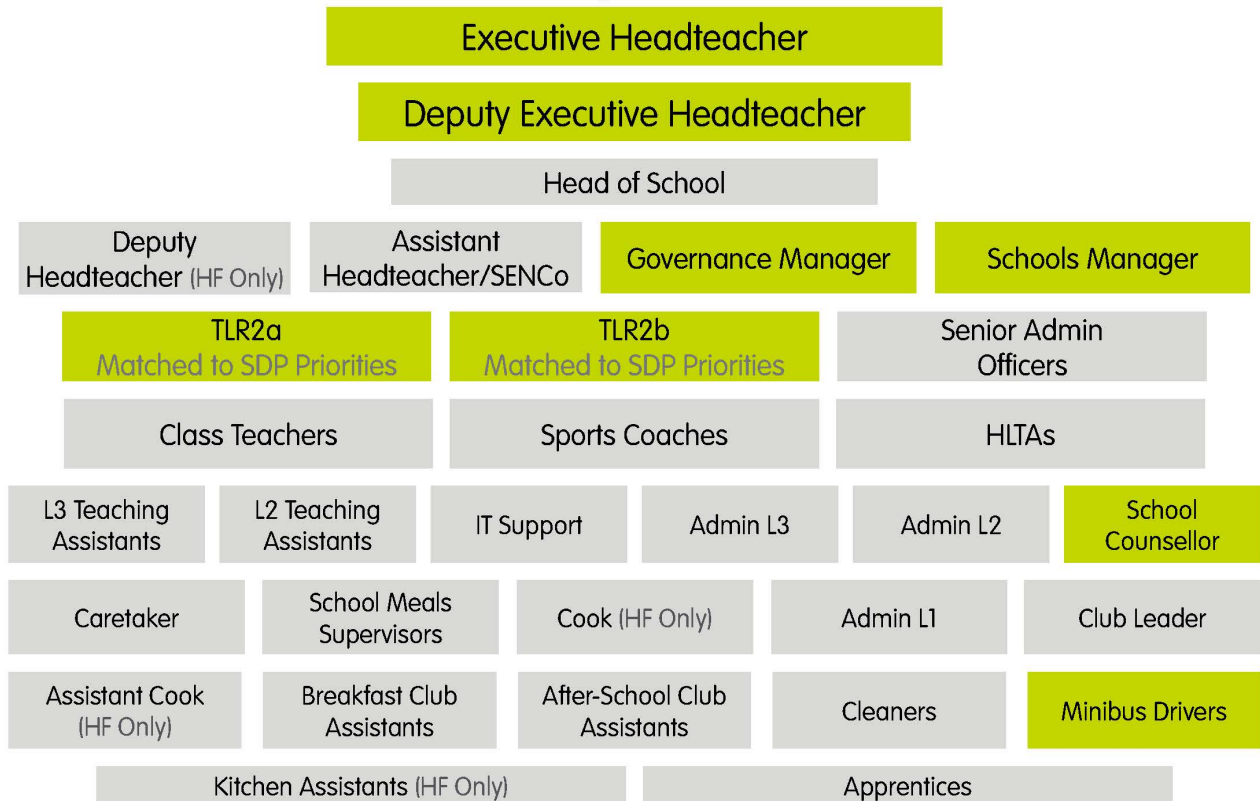 Executive Headteacher
Deputy Executive Headteacher
Head of School
Deputy
Headteacher (HF Only)
Assistant
Headteacher/SENCo
Governance Manager
Schools Manager
TLR2a
Matched to SDP Priorities
TLR2b
Matched to SDP Priorities
Senior Admin
Officers
Class Teachers
Sports Coaches
HLTAs
L3 Teaching
Assistants
L2 Teaching
Assistants
IT Support
Admin L3
Admin L2
School
Counsellor
Caretaker
School Meals
Supervisors
Cook (HF Only)
Admin L1
Club Leader
Assistant Cook
(HF Only)
Breakfast Club
Assistants
After-School Club
Assistants
Cleaners
Minibus Drivers
Kitchen Assistants (HF Only)
Apprentices